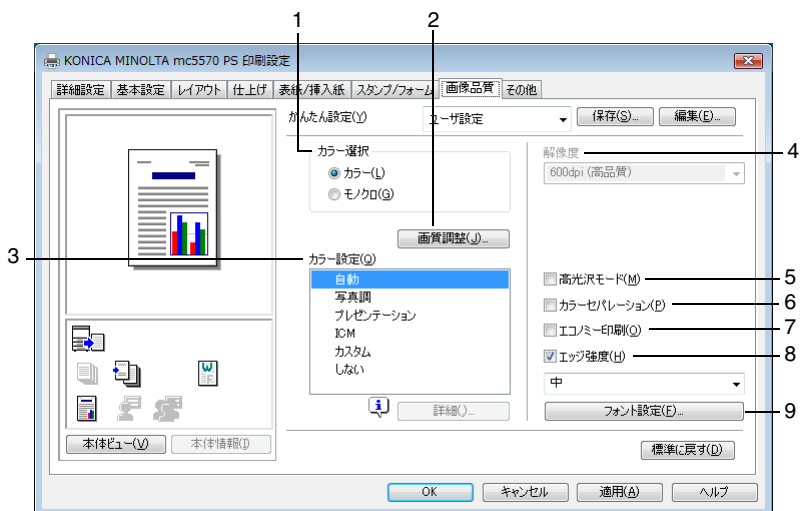 1
2
KONICA MINOLTA mc5570 PS 印刷設定
詳細設定 基本設定 レイアウト 仕上げ 表紙/挿入紙 スタンプ/フォーム 画像品質 その他
かんたん設定(Y) ユーザ設定 保存(S)... 編集(E)...
カラー選択
カラー(L)
モノクロ(G)
解像度
4
600dpi (高品質)
画質調整(J)...
3
カラー設定(Q)
自動
写真調
プレゼンテーション
ICM
カスタム
しない
詳細()...
高光沢モード(M)
5
カラーセパレーション(P)
6
エコノミー印刷(O)
7
エッジ強度(H)
8
中
フォント設定(F)...
9
W
本体ビュー(V) 本体情報(I)
標準に戻す(D)
OK キャンセル 適用(A) ヘルプ